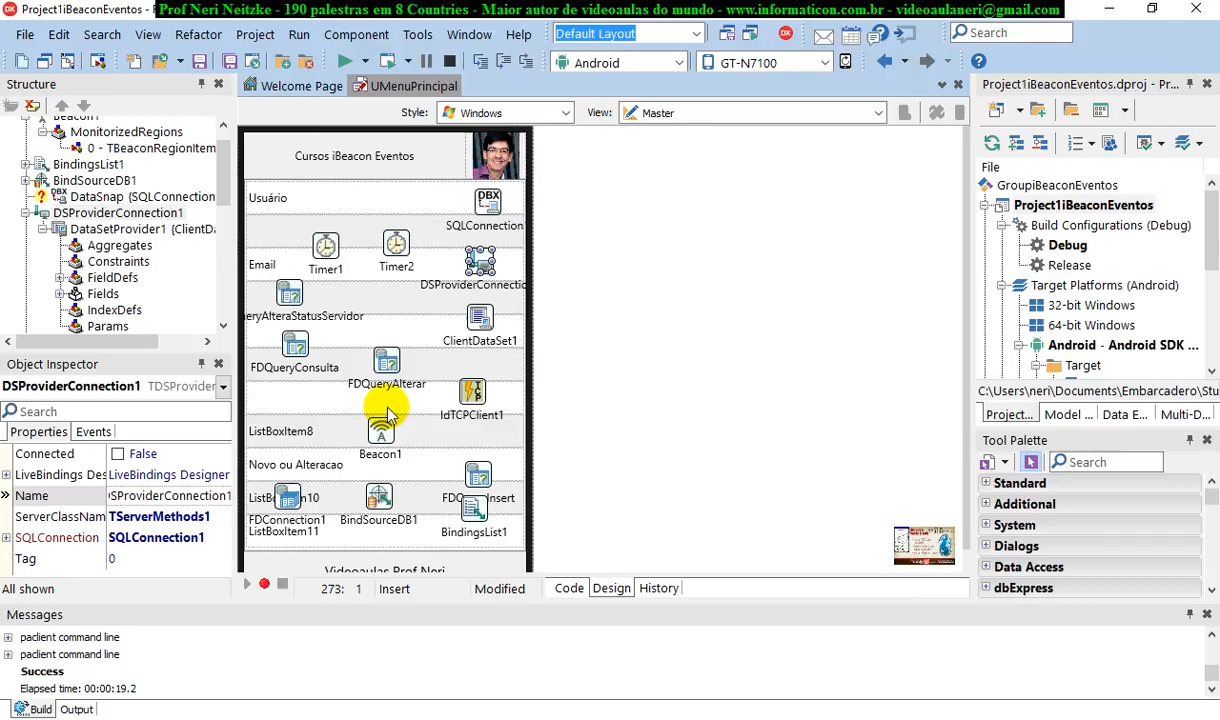 Project1iBeaconEventos -
Prof Neri Neitzke - 190 palestras em 8 Countries - Maior autor de videoaulas do mundo - www.informaticon.com.br - videoaulaneri@gmail.com
File Edit Search View Refactor Project Run Component Tools Window Help
Default Layout
Search
Android
GT-N7100
Structure
Welcome Page
UMenuPrincipal
Project1iBeaconEventos.dproj - Pr...
Style: Windows
View: Master
Beacon1
MonitorizedRegions
0 - TBeaconRegionItem
BindingsList1
BindSourceDB1
DataSnap {SQLConnection
DSProviderConnection1
DataSetProvider1 {ClientDa
Aggregates
Constraints
FieldDefs
Fields
IndexDefs
Params
Cursos iBeacon Eventos
Usuário
DBX
SQLConnection
Email
Timer1
Timer2
DSProviderConnectio
eryAlteraStatusServidor
ClientDataSet1
FDQueryConsulta
FDQueryAlterar
IdTCPClient1
ListBoxItem8
Beacon1
Novo ou Alteracao
FDConnection1
BindSourceDB1
ListBoxItem11
BindingsList1
Videoaulas Prof Neri
File
GroupiBeaconEventos
Project1iBeaconEventos
Build Configurations (Debug)
Debug
Release
Target Platforms (Android)
32-bit Windows
64-bit Windows
Android - Android SDK ...
Target
C:\Users\neri\Documents\Embarcadero\Stu
Project...
Model ...
Data E...
Multi-D...
Object Inspector
DSProviderConnection1 TDSProvider
Search
Properties Events
Connected False
LiveBindings Des LiveBindings Designer
Name SProviderConnection1
ServerClassNam TServerMethods1
SQLConnection SQLConnection1
Tag 0
All shown
Tool Palette
Search
Standard
Additional
System
Dialogs
Data Access
dbExpress
273: 1
Insert
Modified
Code
Design
History
Messages
paclient command line
paclient command line
Success
Elapsed time: 00:00:19.2
Build
Output